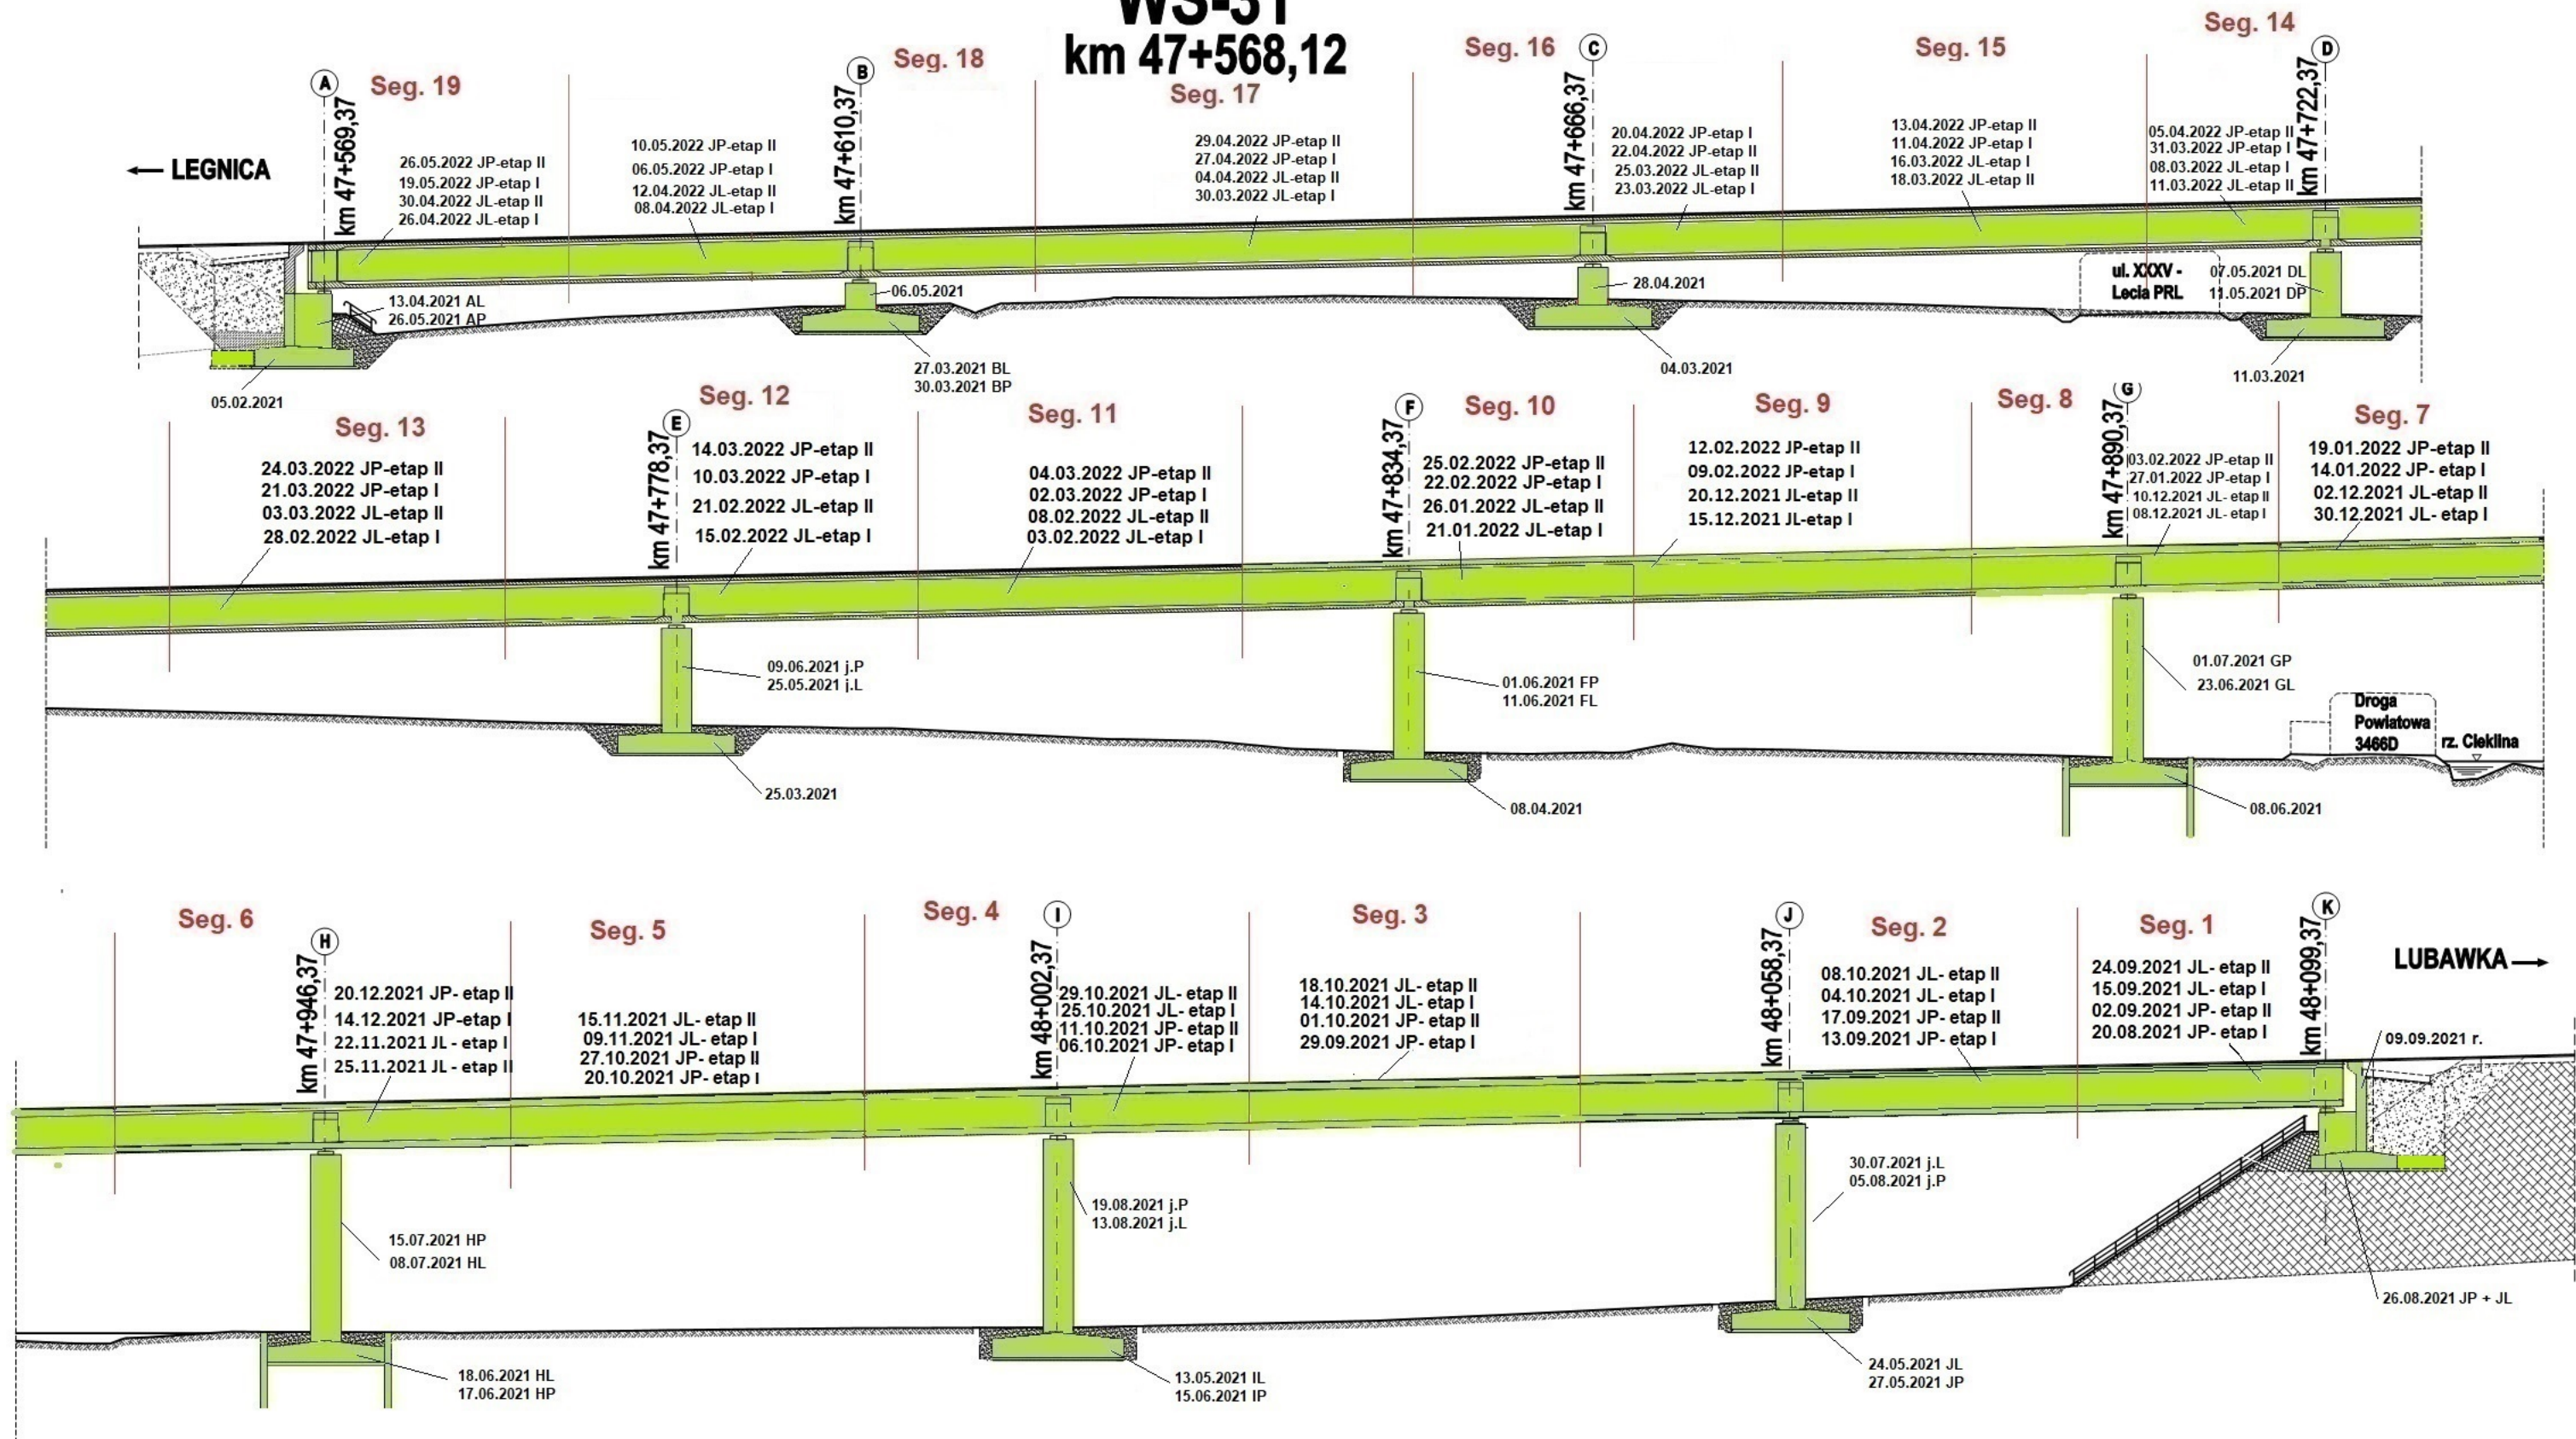 WS-31
km 47+568,12
Seg. 19
Seg. 18
Seg. 17
Seg. 16
Seg. 15
Seg. 14
A
km 47+569,37
B
km 47+610,37
C
km 47+666,37
D
km 47+722,37
← LEGNICA
26.05.2022 JP-etap II
19.05.2022 JP-etap I
30.04.2022 JL-etap II
26.04.2022 JL-etap I
10.05.2022 JP-etap II
06.05.2022 JP-etap I
12.04.2022 JL-etap II
08.04.2022 JL-etap I
29.04.2022 JP-etap II
27.04.2022 JP-etap I
04.04.2022 JL-etap II
30.03.2022 JL-etap I
20.04.2022 JP-etap I
22.04.2022 JP-etap II
25.03.2022 JL-etap II
23.03.2022 JL-etap I
13.04.2022 JP-etap II
11.04.2022 JP-etap I
16.03.2022 JL-etap I
18.03.2022 JL-etap II
05.04.2022 JP-etap II
31.03.2022 JP-etap I
08.03.2022 JL-etap I
11.03.2022 JL-etap II
13.04.2021 AL
26.05.2021 AP
05.02.2021
06.05.2021
27.03.2021 BL
30.03.2021 BP
28.04.2021
04.03.2021
ul. XXXV -
Lecia PRL
07.05.2021 DL
11.05.2021 DP
11.03.2021
Seg. 13
Seg. 12
Seg. 11
Seg. 10
Seg. 9
Seg. 8
Seg. 7
E
km 47+778,37
F
km 47+834,37
G
km 47+890,37
24.03.2022 JP-etap II
21.03.2022 JP-etap I
03.03.2022 JL-etap II
28.02.2022 JL-etap I
14.03.2022 JP-etap II
10.03.2022 JP-etap I
21.02.2022 JL-etap II
15.02.2022 JL-etap I
04.03.2022 JP-etap II
02.03.2022 JP-etap I
08.02.2022 JL-etap II
03.02.2022 JL-etap I
25.02.2022 JP-etap II
22.02.2022 JP-etap I
26.01.2022 JL-etap II
21.01.2022 JL-etap I
12.02.2022 JP-etap II
09.02.2022 JP-etap I
20.12.2021 JL-etap II
15.12.2021 JL-etap I
03.02.2022 JP-etap II
27.01.2022 JP-etap I
10.12.2021 JL- etap II
08.12.2021 JL- etap I
19.01.2022 JP-etap II
14.01.2022 JP- etap I
02.12.2021 JL-etap II
30.12.2021 JL- etap I
09.06.2021 j.P
25.05.2021 j.L
25.03.2021
01.06.2021 FP
11.06.2021 FL
08.04.2021
01.07.2021 GP
23.06.2021 GL
08.06.2021
Droga
Powiatowa
3466D
rz. Cieklina
Seg. 6
Seg. 5
Seg. 4
Seg. 3
Seg. 2
Seg. 1
H
km 47+946,37
I
km 48+002,37
J
km 48+058,37
K
km 48+099,37
LUBAWKA →
20.12.2021 JP- etap II
14.12.2021 JP-etap I
22.11.2021 JL - etap I
25.11.2021 JL - etap II
15.11.2021 JL- etap II
09.11.2021 JL- etap I
27.10.2021 JP- etap II
20.10.2021 JP- etap I
29.10.2021 JL- etap II
25.10.2021 JL- etap I
11.10.2021 JP- etap II
06.10.2021 JP- etap I
18.10.2021 JL- etap II
14.10.2021 JL- etap I
01.10.2021 JP- etap II
29.09.2021 JP- etap I
08.10.2021 JL- etap II
04.10.2021 JL- etap I
17.09.2021 JP- etap II
13.09.2021 JP- etap I
24.09.2021 JL- etap II
15.09.2021 JL- etap I
02.09.2021 JP- etap II
20.08.2021 JP- etap I
09.09.2021 r.
15.07.2021 HP
08.07.2021 HL
18.06.2021 HL
17.06.2021 HP
19.08.2021 j.P
13.08.2021 j.L
13.05.2021 IL
15.06.2021 IP
30.07.2021 j.L
05.08.2021 j.P
24.05.2021 JL
27.05.2021 JP
26.08.2021 JP + JL